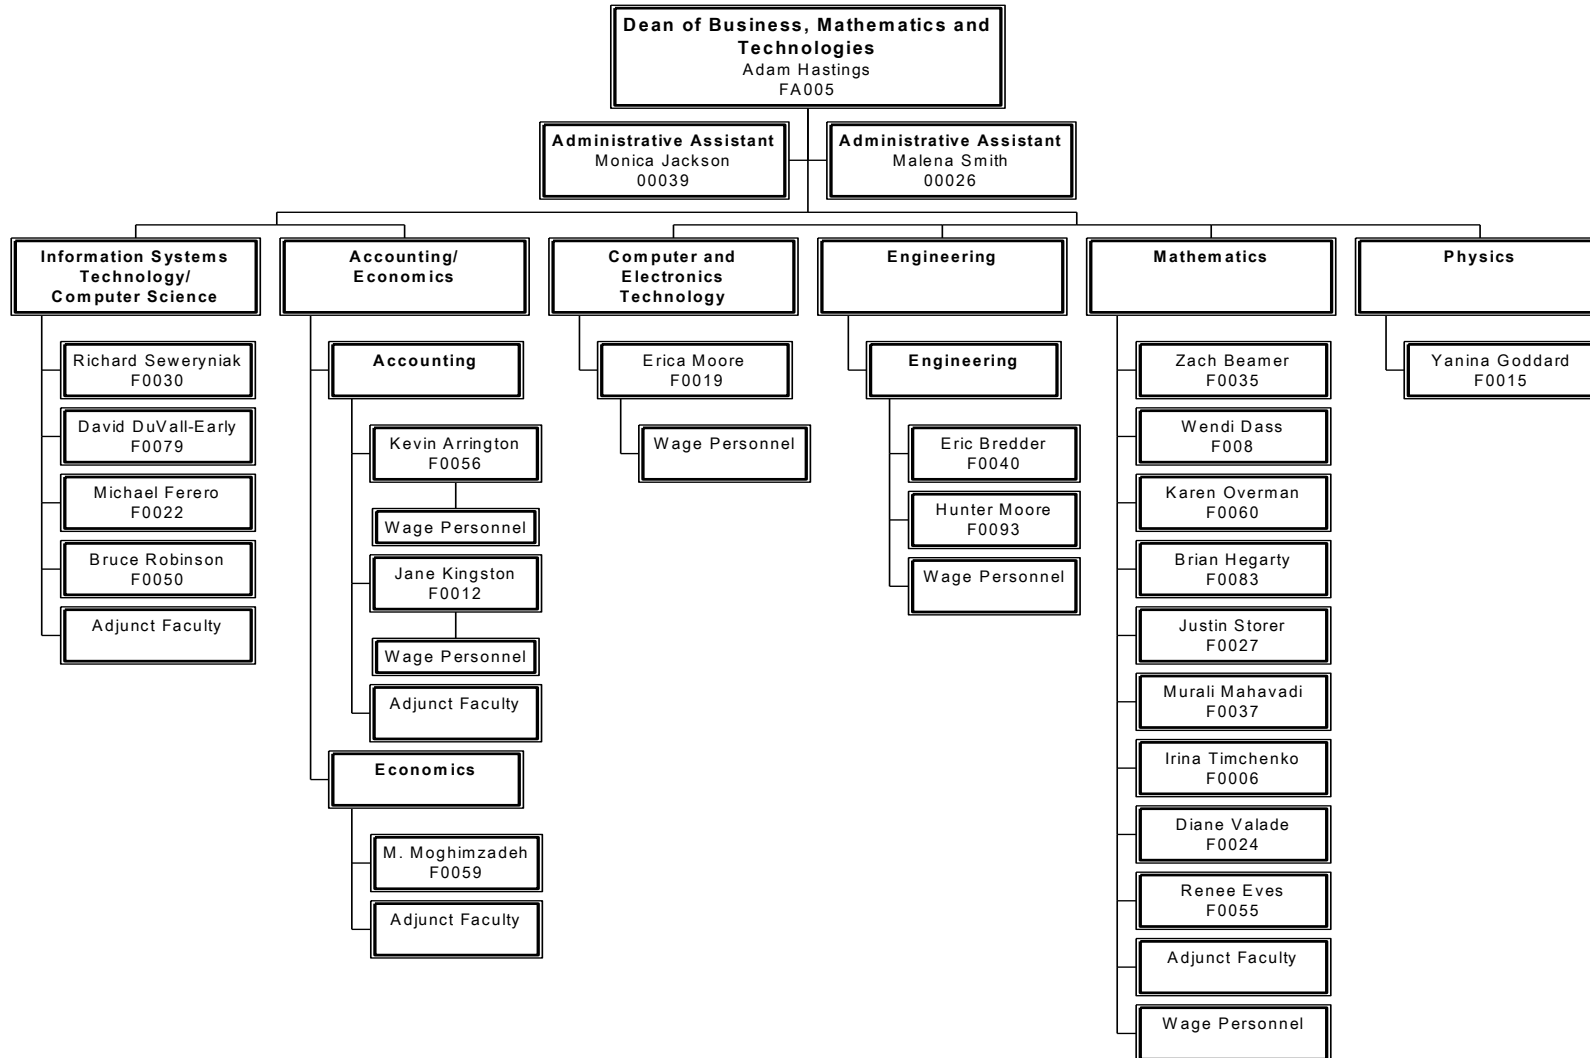 Dean of Business, Mathematics and
Technologies
Adam Hastings
FA005
Administrative Assistant
Monica Jackson
00039
Administrative Assistant
Malena Smith
00026
Information Systems
Technology/
Computer Science
Richard Seweryniak
F0030
David DuVall-Early
F0079
Michael Ferero
F0022
Bruce Robinson
F0050
Adjunct Faculty
Accounting/
Economics
Accounting
Kevin Arrington
F0056
Wage Personnel
Jane Kingston
F0012
Wage Personnel
Adjunct Faculty
Economics
M. Moghimzadeh
F0059
Adjunct Faculty
Computer and
Electronics
Technology
Erica Moore
F0019
Wage Personnel
Engineering
Engineering
Eric Bredder
F0040
Hunter Moore
F0093
Wage Personnel
Mathematics
Zach Beamer
F0035
Wendi Dass
F008
Karen Overman
F0060
Brian Hegarty
F0083
Justin Storer
F0027
Murali Mahavadi
F0037
Irina Timchenko
F0006
Diane Valade
F0024
Renee Eves
F0055
Adjunct Faculty
Wage Personnel
Physics
Yanina Goddard
F0015